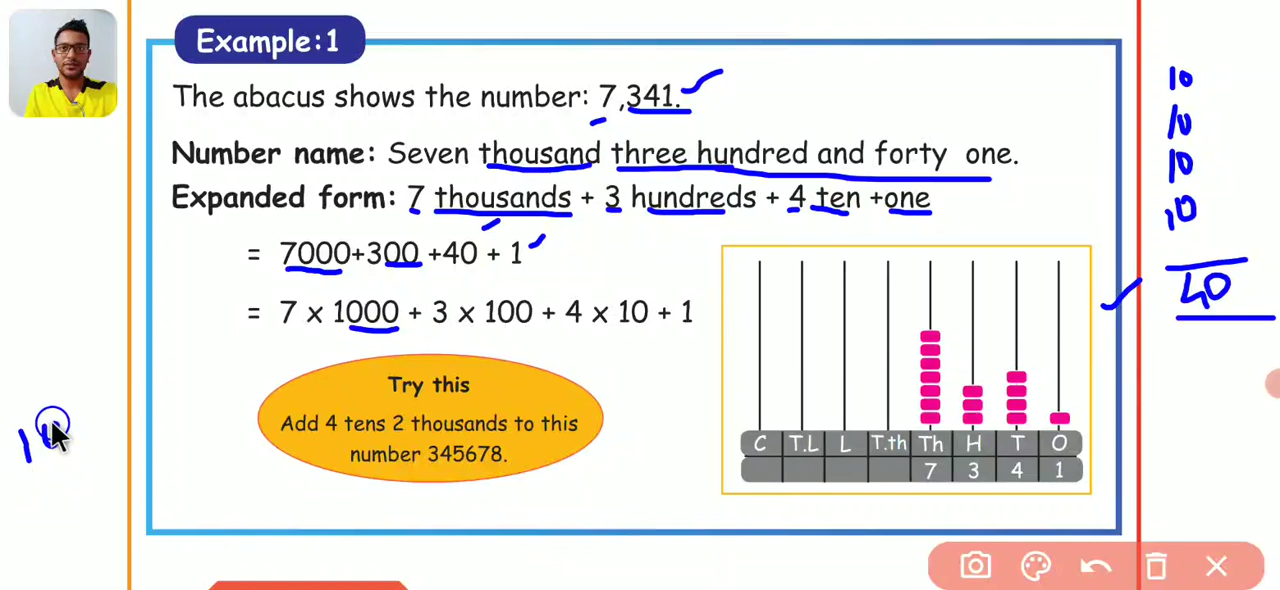 Example:1
The abacus shows the number: 7,341.
Number name: Seven thousand three hundred and forty one.
Expanded form: 7 thousands + 3 hundreds + 4 ten +one
= 7000+300 +40 + 1
= 7 x 1000 + 3 x 100 + 4 x 10 + 1
Try this
Add 4 tens 2 thousands to this
number 345678.
C T.L L T.th Th H T O
7 3 4 1
10
10
10
10
40